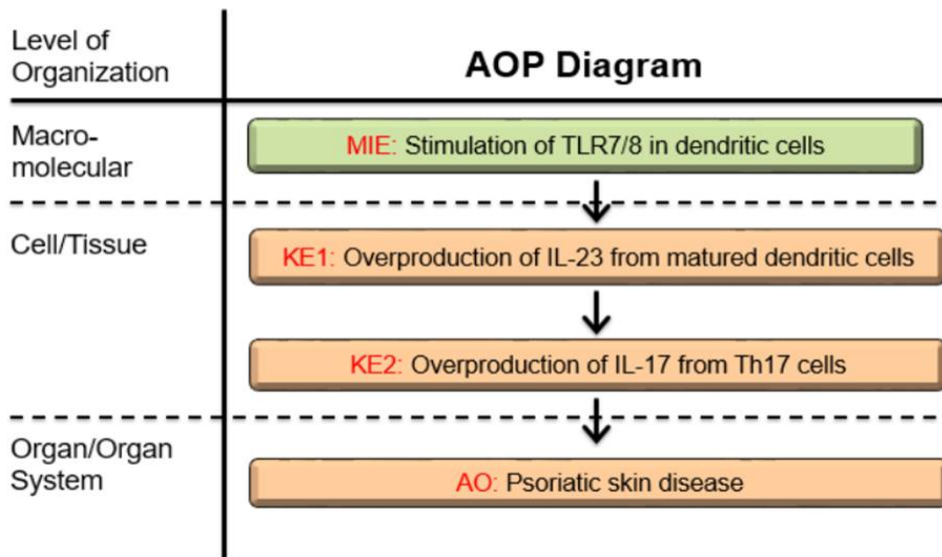 Level of
Organization
AOP Diagram
Macro-
molecular
MIE: Stimulation of TLR7/8 in dendritic cells
Cell/Tissue
KE1: Overproduction of IL-23 from matured dendritic cells
KE2: Overproduction of IL-17 from Th17 cells
Organ/Organ
System
AO: Psoriatic skin disease